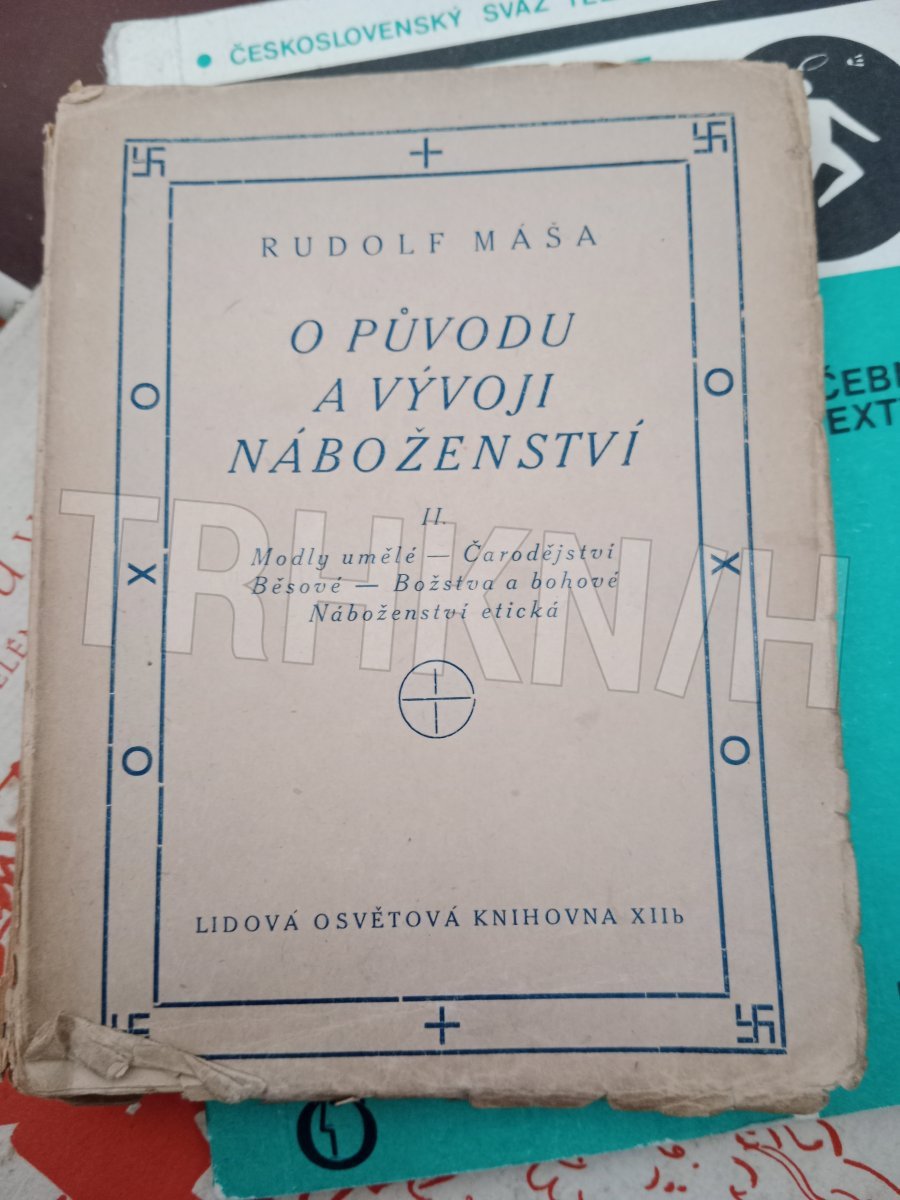 • ČESKOSLOVENSKÝ SVAZ
RUDOLF MÁŠA
O PŮVODU
A VÝVOJI
NÁBOŽENSTVÍ
II.
Modly umělé — Čarodějství
Běsové — Božstva a bohové
Náboženství etická
LIDOVÁ OSVĚTOVÁ KNIHOVNA XIIb
TRHKNIH